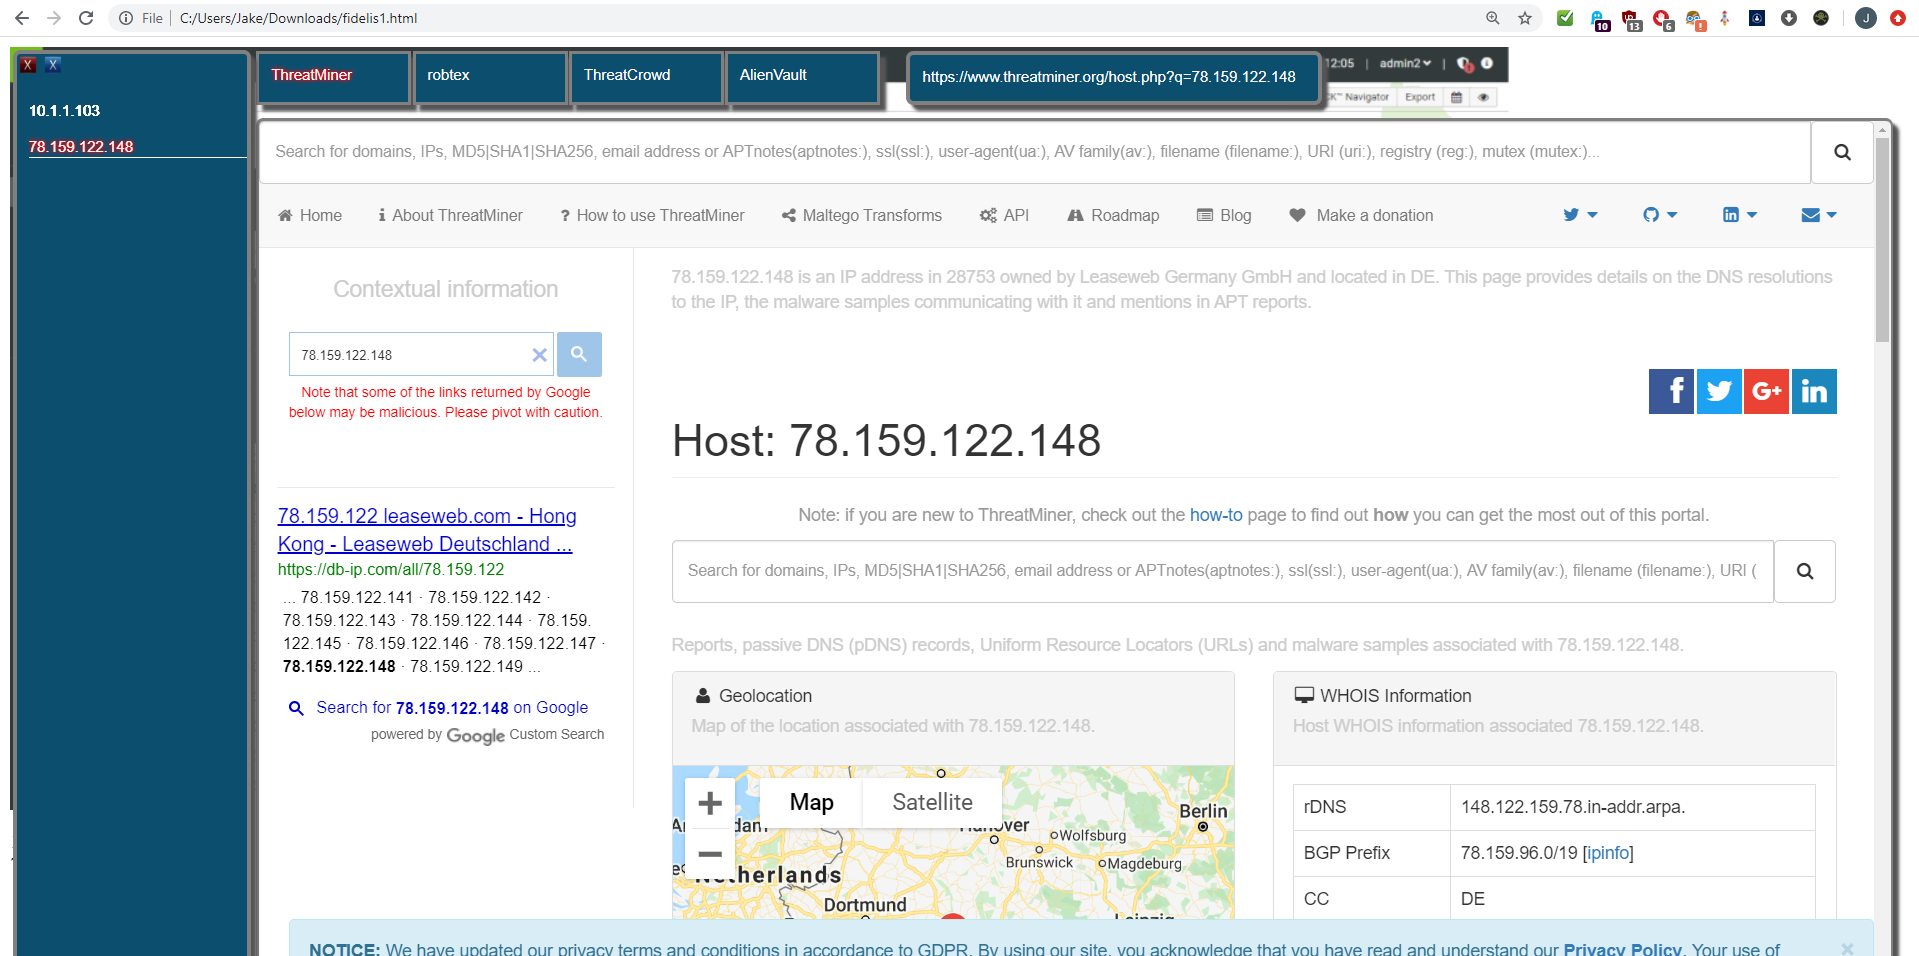 File | C:/Users/Jake/Downloads/fidelis1.html
10 13 6 ! J
X X
ThreatMiner robtex ThreatCrowd AlienVault https://www.threatminer.org/host.php?q=78.159.122.148 12:05 | admin2 |
Navigator Export
10.1.1.103
78.159.122.148
Search for domains, IPs, MD5|SHA1|SHA256, email address or APTnotes(aptnotes:), ssl(ssl:), user-agent(ua:), AV family(av:), filename (filename:), URI (uri:), registry (reg:), mutex (mutex:)...
Home About ThreatMiner ? How to use ThreatMiner Maltego Transforms API Roadmap Blog Make a donation
Contextual information
78.159.122.148
Note that some of the links returned by Google
below may be malicious. Please pivot with caution.
78.159.122 leaseweb.com - Hong
Kong - Leaseweb Deutschland ...
https://db-ip.com/all/78.159.122
... 78.159.122.141 · 78.159.122.142 ·
78.159.122.143 · 78.159.122.144 · 78.159.
122.145 · 78.159.122.146 · 78.159.122.147 ·
78.159.122.148 · 78.159.122.149 ...
Search for 78.159.122.148 on Google
powered by Google Custom Search
78.159.122.148 is an IP address in 28753 owned by Leaseweb Germany GmbH and located in DE. This page provides details on the DNS resolutions
to the IP, the malware samples communicating with it and mentions in APT reports.
f G+ in
Host: 78.159.122.148
Note: if you are new to ThreatMiner, check out the how-to page to find out how you can get the most out of this portal.
Search for domains, IPs, MD5|SHA1|SHA256, email address or APTnotes(aptnotes:), ssl(ssl:), user-agent(ua:), AV family(av:), filename (filename:), URI (
Reports, passive DNS (pDNS) records, Uniform Resource Locators (URLs) and malware samples associated with 78.159.122.148.
Geolocation
Map of the location associated with 78.159.122.148.
+ Map Satellite
−
Berlin
Wolfsburg
Brunswick Magdeburg
Netherlands
Dortmund
Leipzig
WHOIS Information
Host WHOIS information associated 78.159.122.148.
rDNS 148.122.159.78.in-addr.arpa.
BGP Prefix 78.159.96.0/19 [ipinfo]
CC DE
NOTICE: We have updated our privacy terms and conditions in accordance to GDPR. By using our site, you acknowledge that you have read and understand our Privacy Policy. Your use of ×